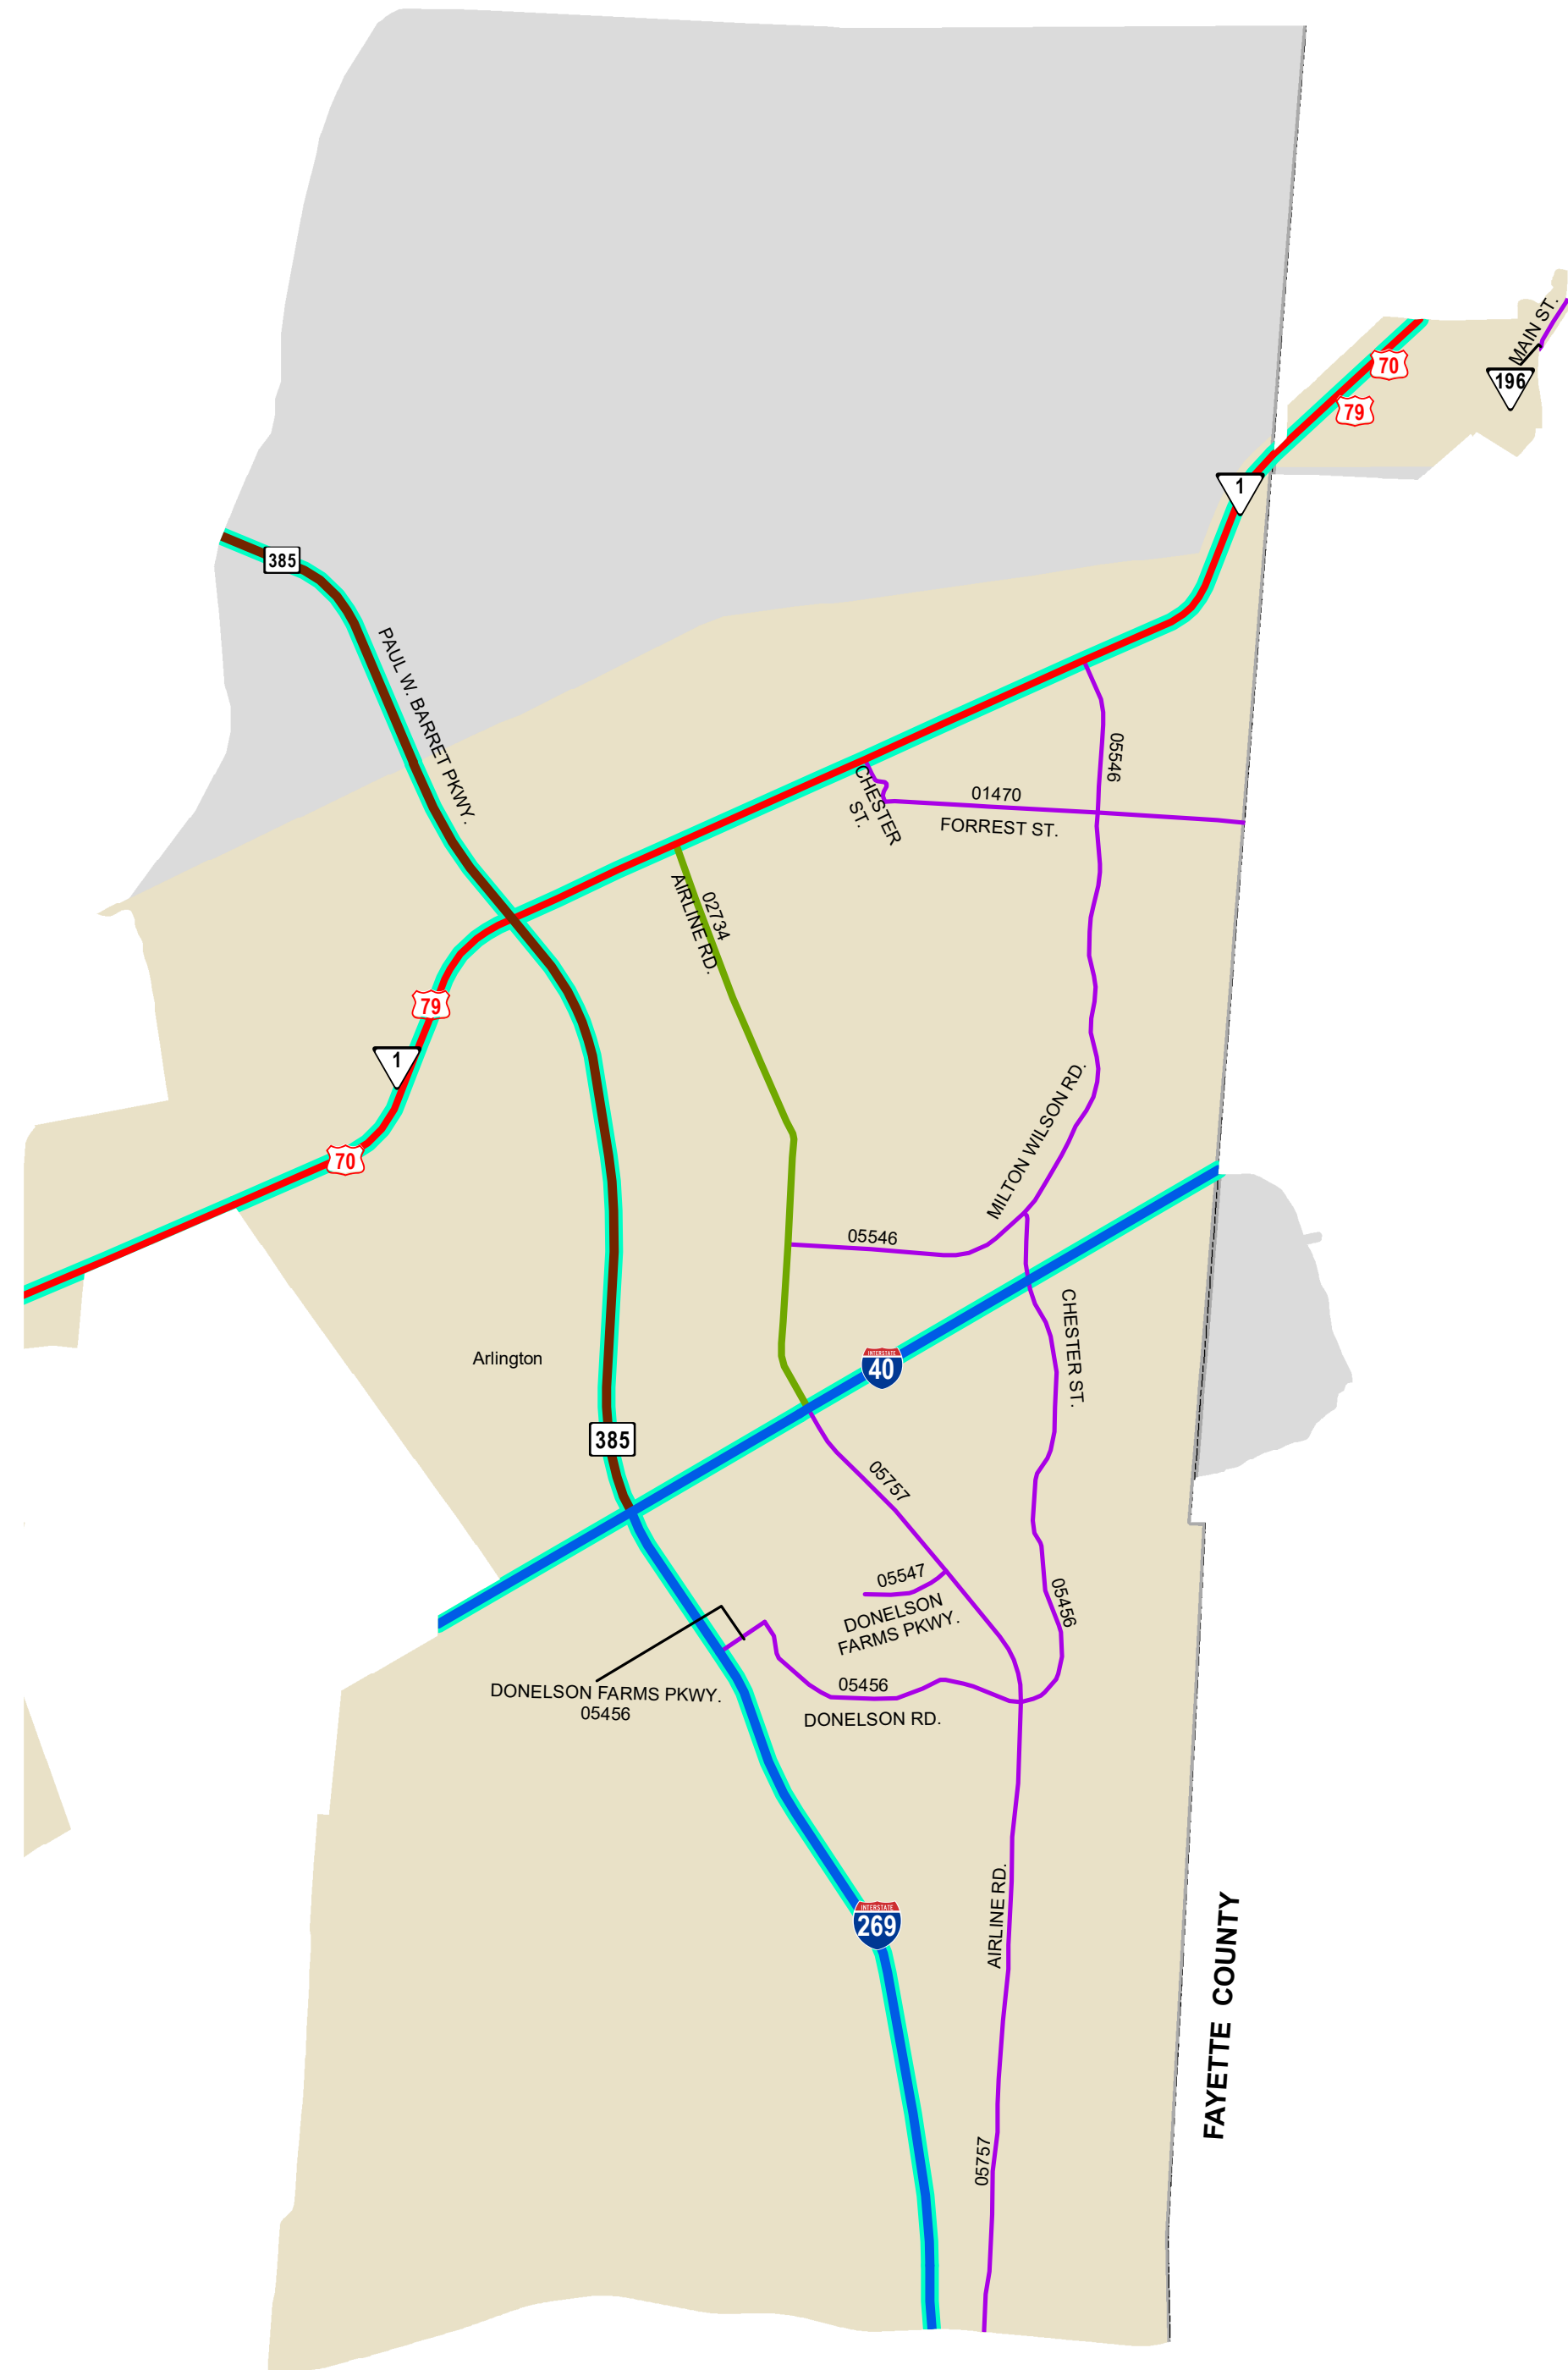 MAIN ST.
70
196
79
1
385
PAUL W. BARRET PKWY.
05546
CHESTER
ST.
01470
FORREST ST.
02734
AIRLINE RD.
79
1
MILTON WILSON RD.
70
05546
CHESTER ST.
Arlington
INTERSTATE
40
385
05757
05547
DONELSON
FARMS PKWY.
05456
05456
DONELSON RD.
DONELSON FARMS PKWY.
05456
INTERSTATE
269
AIRLINE RD.
FAYETTE COUNTY
05757